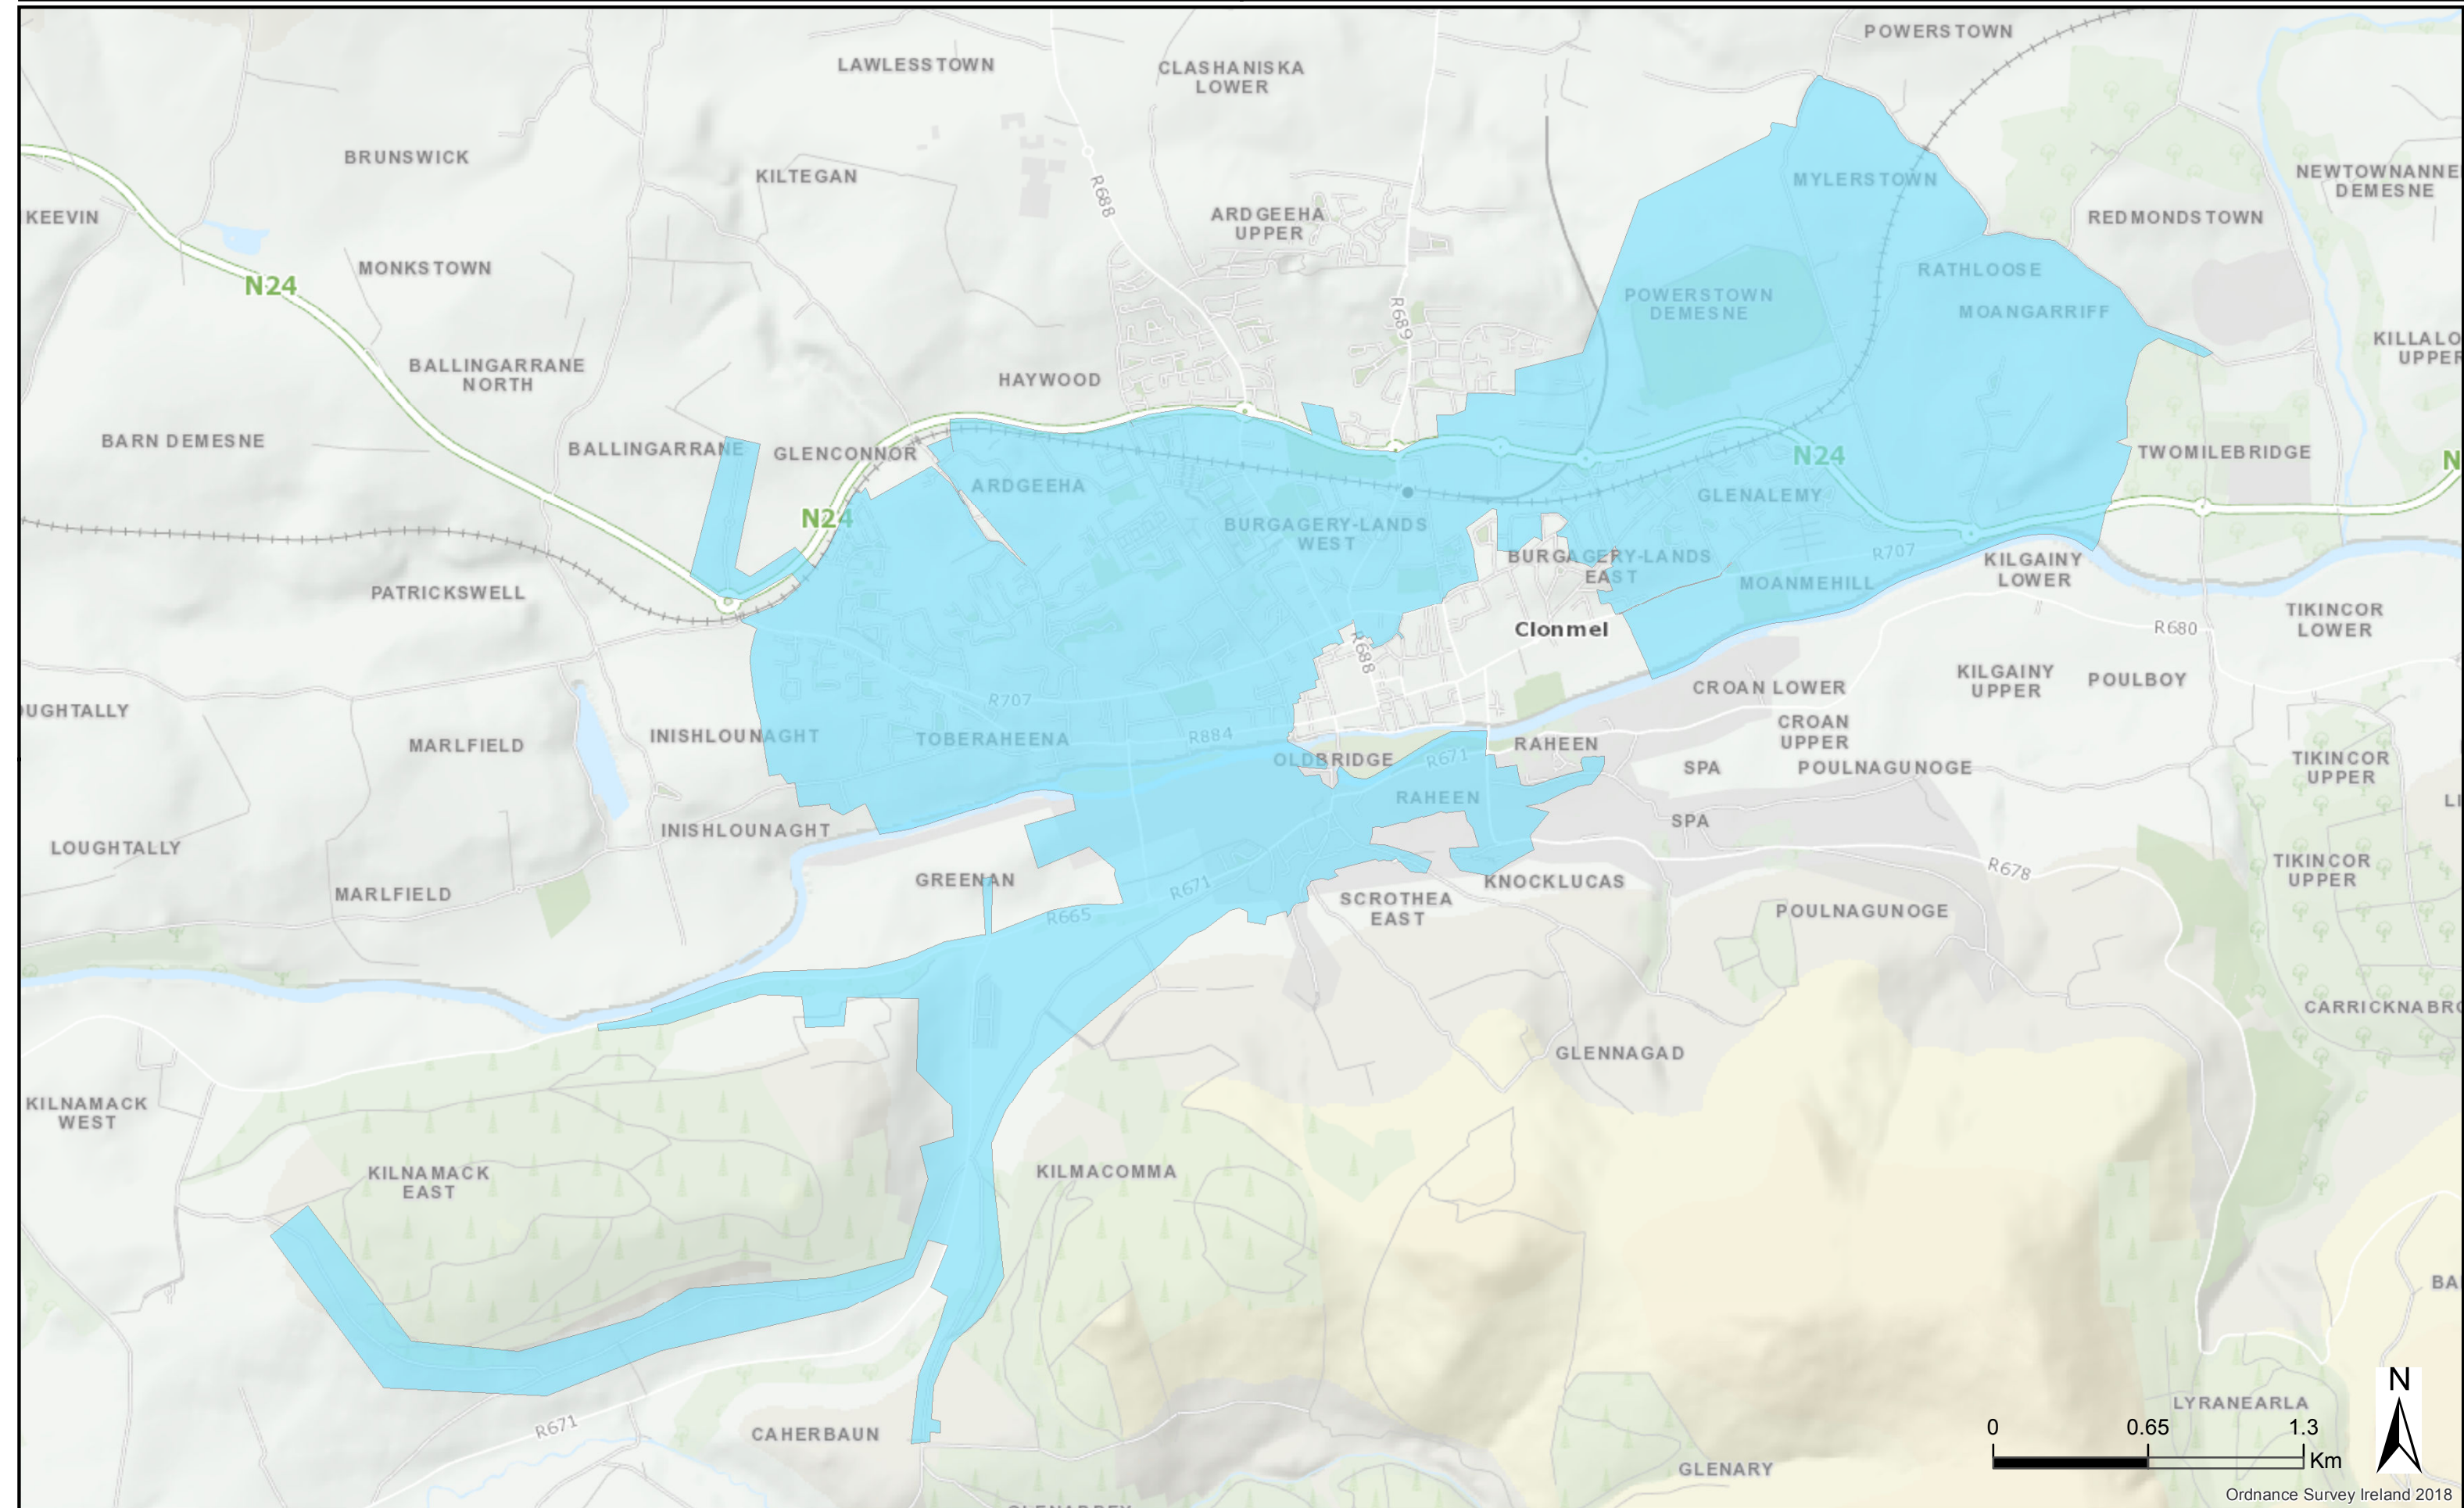 POWERSTOWN
LAWLESSTOWN
CLASHANISKA
LOWER
BRUNSWICK
KILTEGAN
R688
MYLERSTOWN
NEWTOWNANNE
DEMESNE
KEEVIN
ARDGEEHA
UPPER
REDMONDSTOWN
MONKSTOWN
N24
RATHLOOSE
POWERSTOWN
DEMESNE
MOANGARRIFF
R689
KILLALO
UPPER
BALLINGARRANE
NORTH
HAYWOOD
BARN DEMESNE
BALLINGARRANE
GLENCONNOR
N24
TWOMILEBRIDGE
N
ARDGEEHA
GLENALEMY
N24
BURGAGERY-LANDS
WEST
BURGAGERY-LANDS
EAST
R707
KILGAINY
LOWER
MOANMEHILL
PATRICKSWELL
TIKINCOR
LOWER
Clonmel
R680
R688
KILGAINY
UPPER
POULBOY
CROAN LOWER
R707
OUGHTALLY
CROAN
UPPER
INISHLOUNAGHT
TOBERAHEENA
R884
MARLFIELD
RAHEEN
OLDBRIDGE
R671
SPA
POULNAGUNOGE
TIKINCOR
UPPER
RAHEEN
LI
SPA
INISHLOUNAGHT
LOUGHTALLY
R678
TIKINCOR
UPPER
GREENAN
R671
KNOCKLUCAS
MARLFIELD
SCROTHEA
EAST
R665
POULNAGUNOGE
CARRICKNABRO
GLENNAGAD
KILNAMACK
WEST
KILNAMACK
EAST
KILMACOMMA
BA
N
LYRANEARLA
R671
CAHERBAUN
0 0.65 1.3
Km
GLENARY
Ordnance Survey Ireland 2018